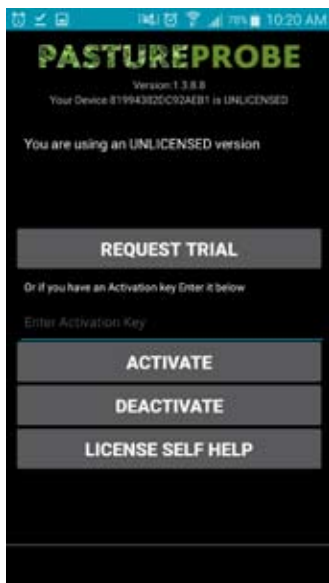 10:20 AM
PASTUREPROBE
Version:1.3.8.8
Your Device is UNLICENSED
You are using an UNLICENSED version
REQUEST TRIAL
Or if you have an Activation key Enter it below
Enter Activation Key
ACTIVATE
DEACTIVATE
LICENSE SELF HELP